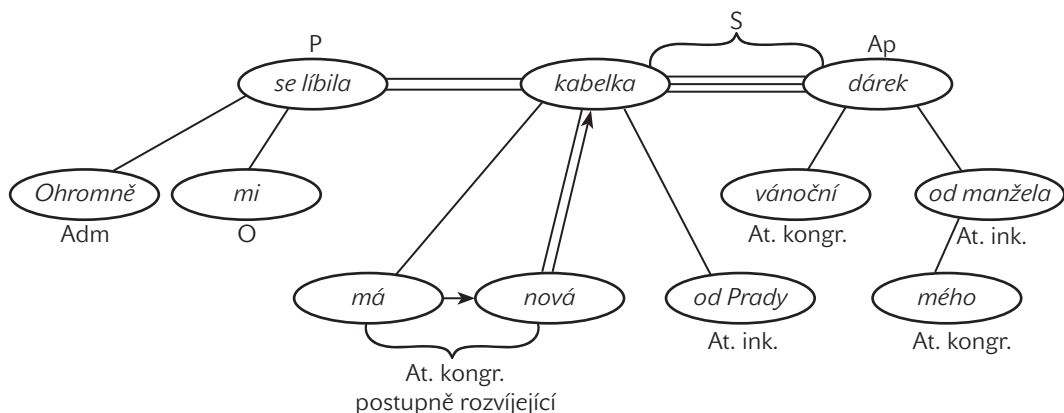 S
P
Ap
se líbila
kabelka
dárek
Ohromně
mi
vánoční
od manžela
Adm
O
At. kongr.
At. ink.
má
nová
od Prady
mého
At. ink.
At. kongr.
At. kongr.
postupně rozvíjející